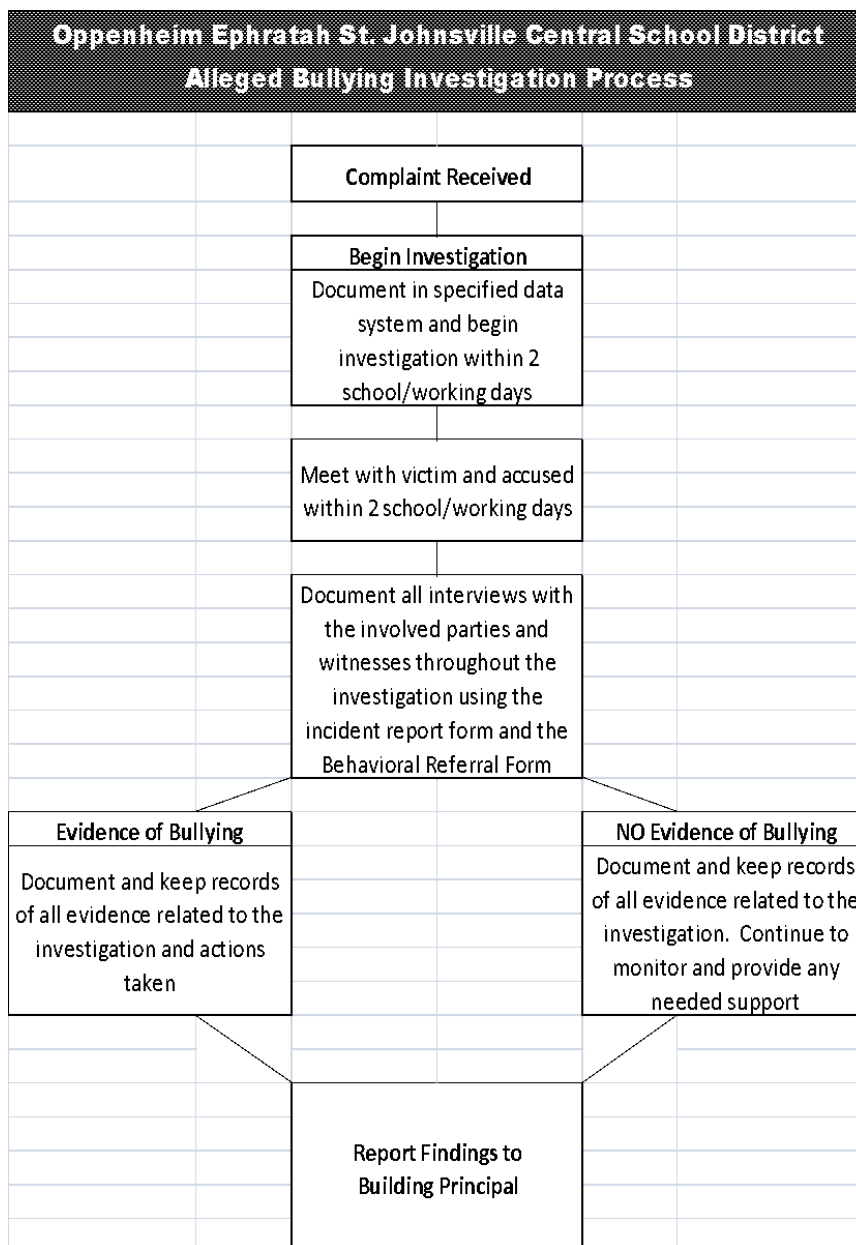 Oppenheim Ephratah St. Johnsville Central School District
Alleged Bullying Investigation Process
Complaint Received
Begin Investigation
Document in specified data
system and begin
investigation within 2
school/working days
Meet with victim and accused
within 2 school/working days
Document all interviews with
the involved parties and
witnesses throughout the
investigation using the
incident report form and the
Behavioral Referral Form
Evidence of Bullying
Document and keep records
of all evidence related to the
investigation and actions
taken
NO Evidence of Bullying
Document and keep records
of all evidence related to the
investigation. Continue to
monitor and provide any
needed support
Report Findings to
Building Principal